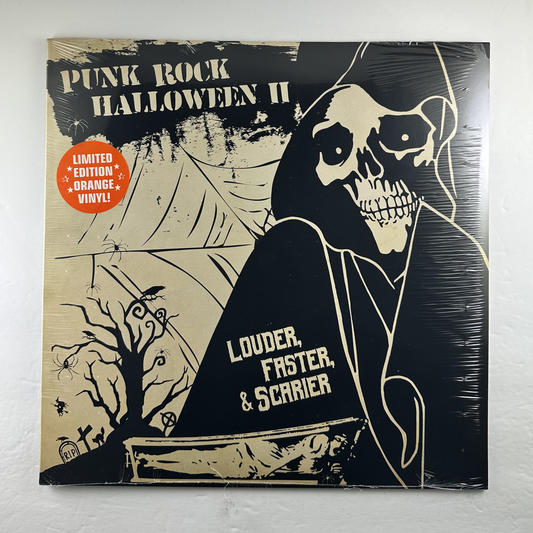 PUNK ROCK
HALLOWEEN II
LIMITED
EDITION
ORANGE
VINYL!
LOUDER,
FASTER,
& SCARIER
RIP